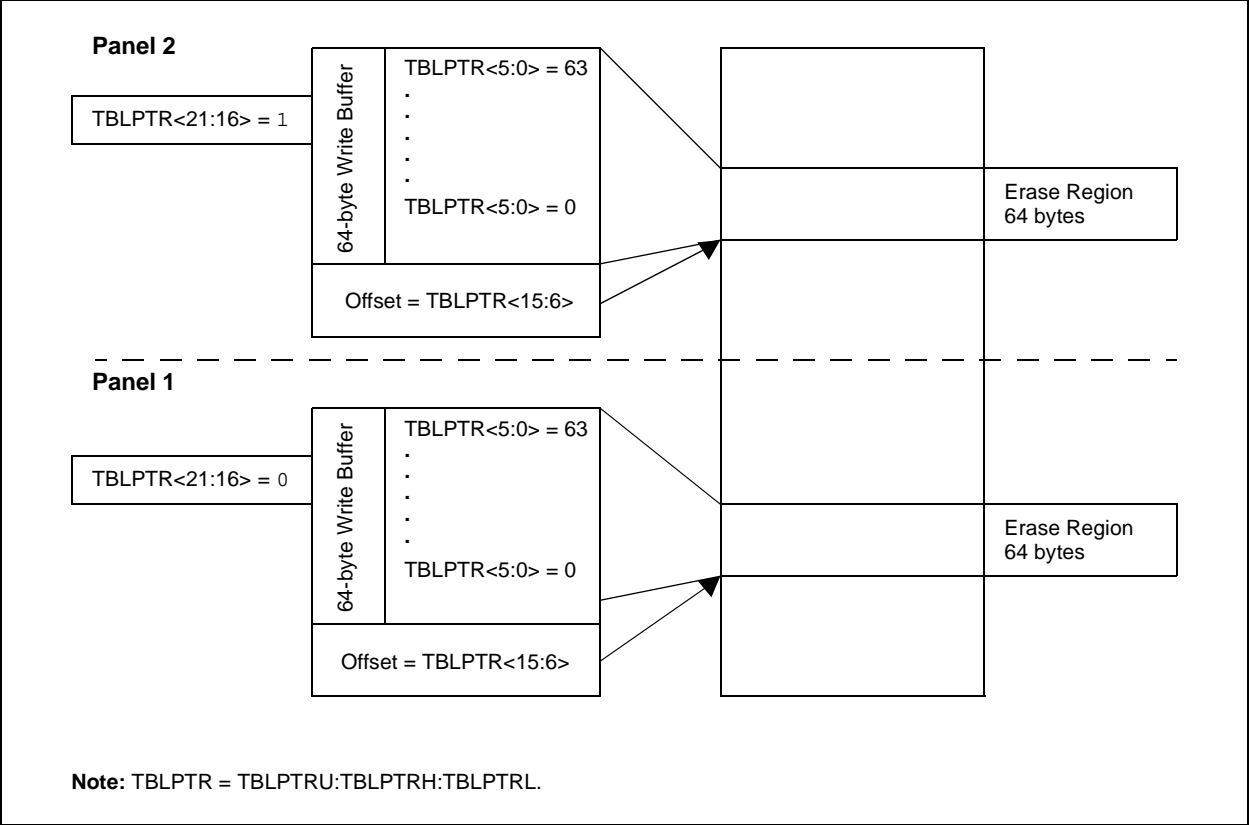 Panel 2
TBLPTR<21:16> = 1
64-byte Write Buffer
TBLPTR<5:0> = 63
.
.
.
.
.
TBLPTR<5:0> = 0
Offset = TBLPTR<15:6>
Erase Region
64 bytes
Panel 1
TBLPTR<21:16> = 0
64-byte Write Buffer
TBLPTR<5:0> = 63
.
.
.
.
.
TBLPTR<5:0> = 0
Offset = TBLPTR<15:6>
Erase Region
64 bytes
Note: TBLPTR = TBLPTRU:TBLPTRH:TBLPTRL.